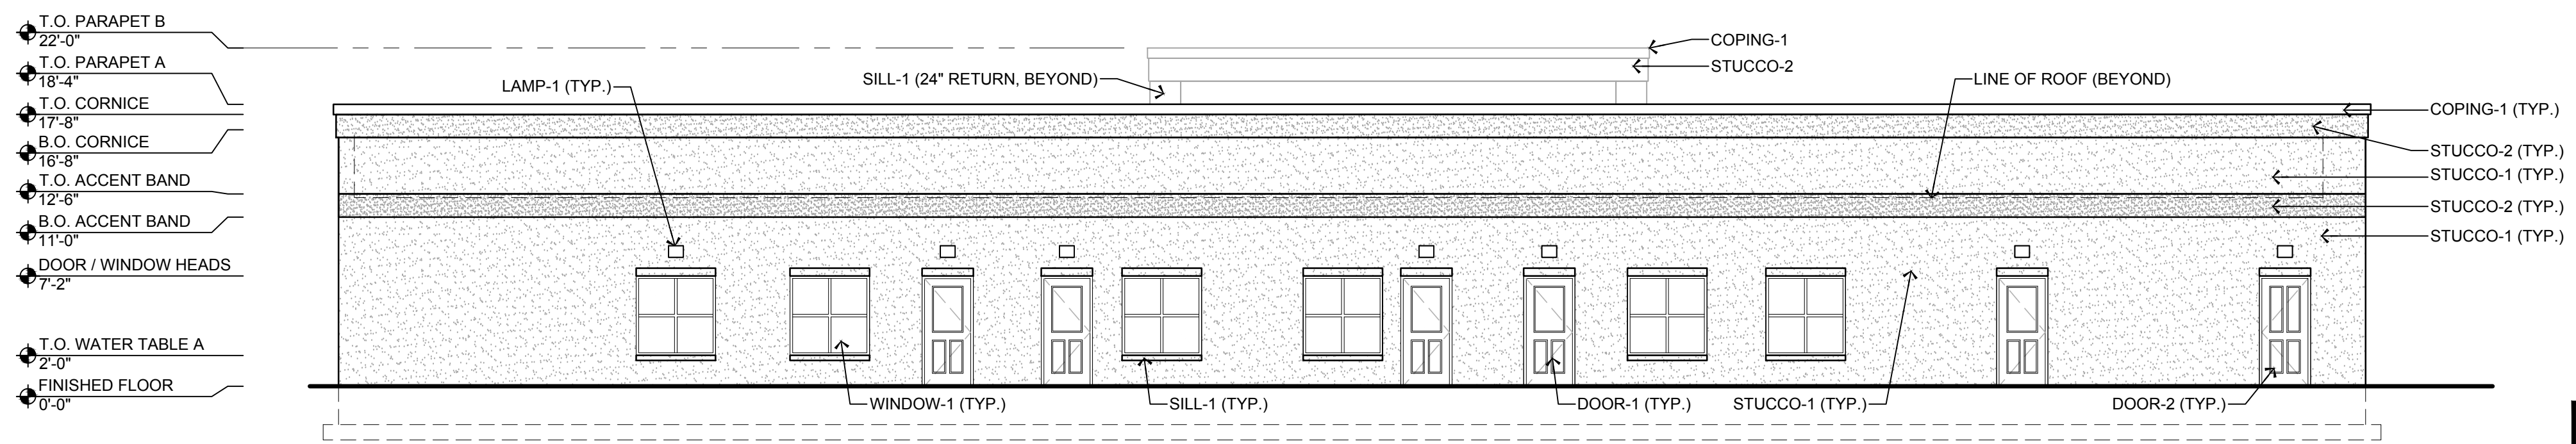 T.O. PARAPET B
22'-0"
T.O. PARAPET A
18'-4"
T.O. CORNICE
17'-8"
B.O. CORNICE
16'-8"
T.O. ACCENT BAND
12'-6"
B.O. ACCENT BAND
11'-0"
DOOR / WINDOW HEADS
7'-2"
T.O. WATER TABLE A
2'-0"
FINISHED FLOOR
0'-0"
LAMP-1 (TYP.)
SILL-1 (24" RETURN, BEYOND)
COPING-1
STUCCO-2
LINE OF ROOF (BEYOND)
COPING-1 (TYP.)
STUCCO-2 (TYP.)
STUCCO-1 (TYP.)
STUCCO-2 (TYP.)
STUCCO-1 (TYP.)
WINDOW-1 (TYP.)
SILL-1 (TYP.)
DOOR-1 (TYP.)
STUCCO-1 (TYP.)
DOOR-2 (TYP.)